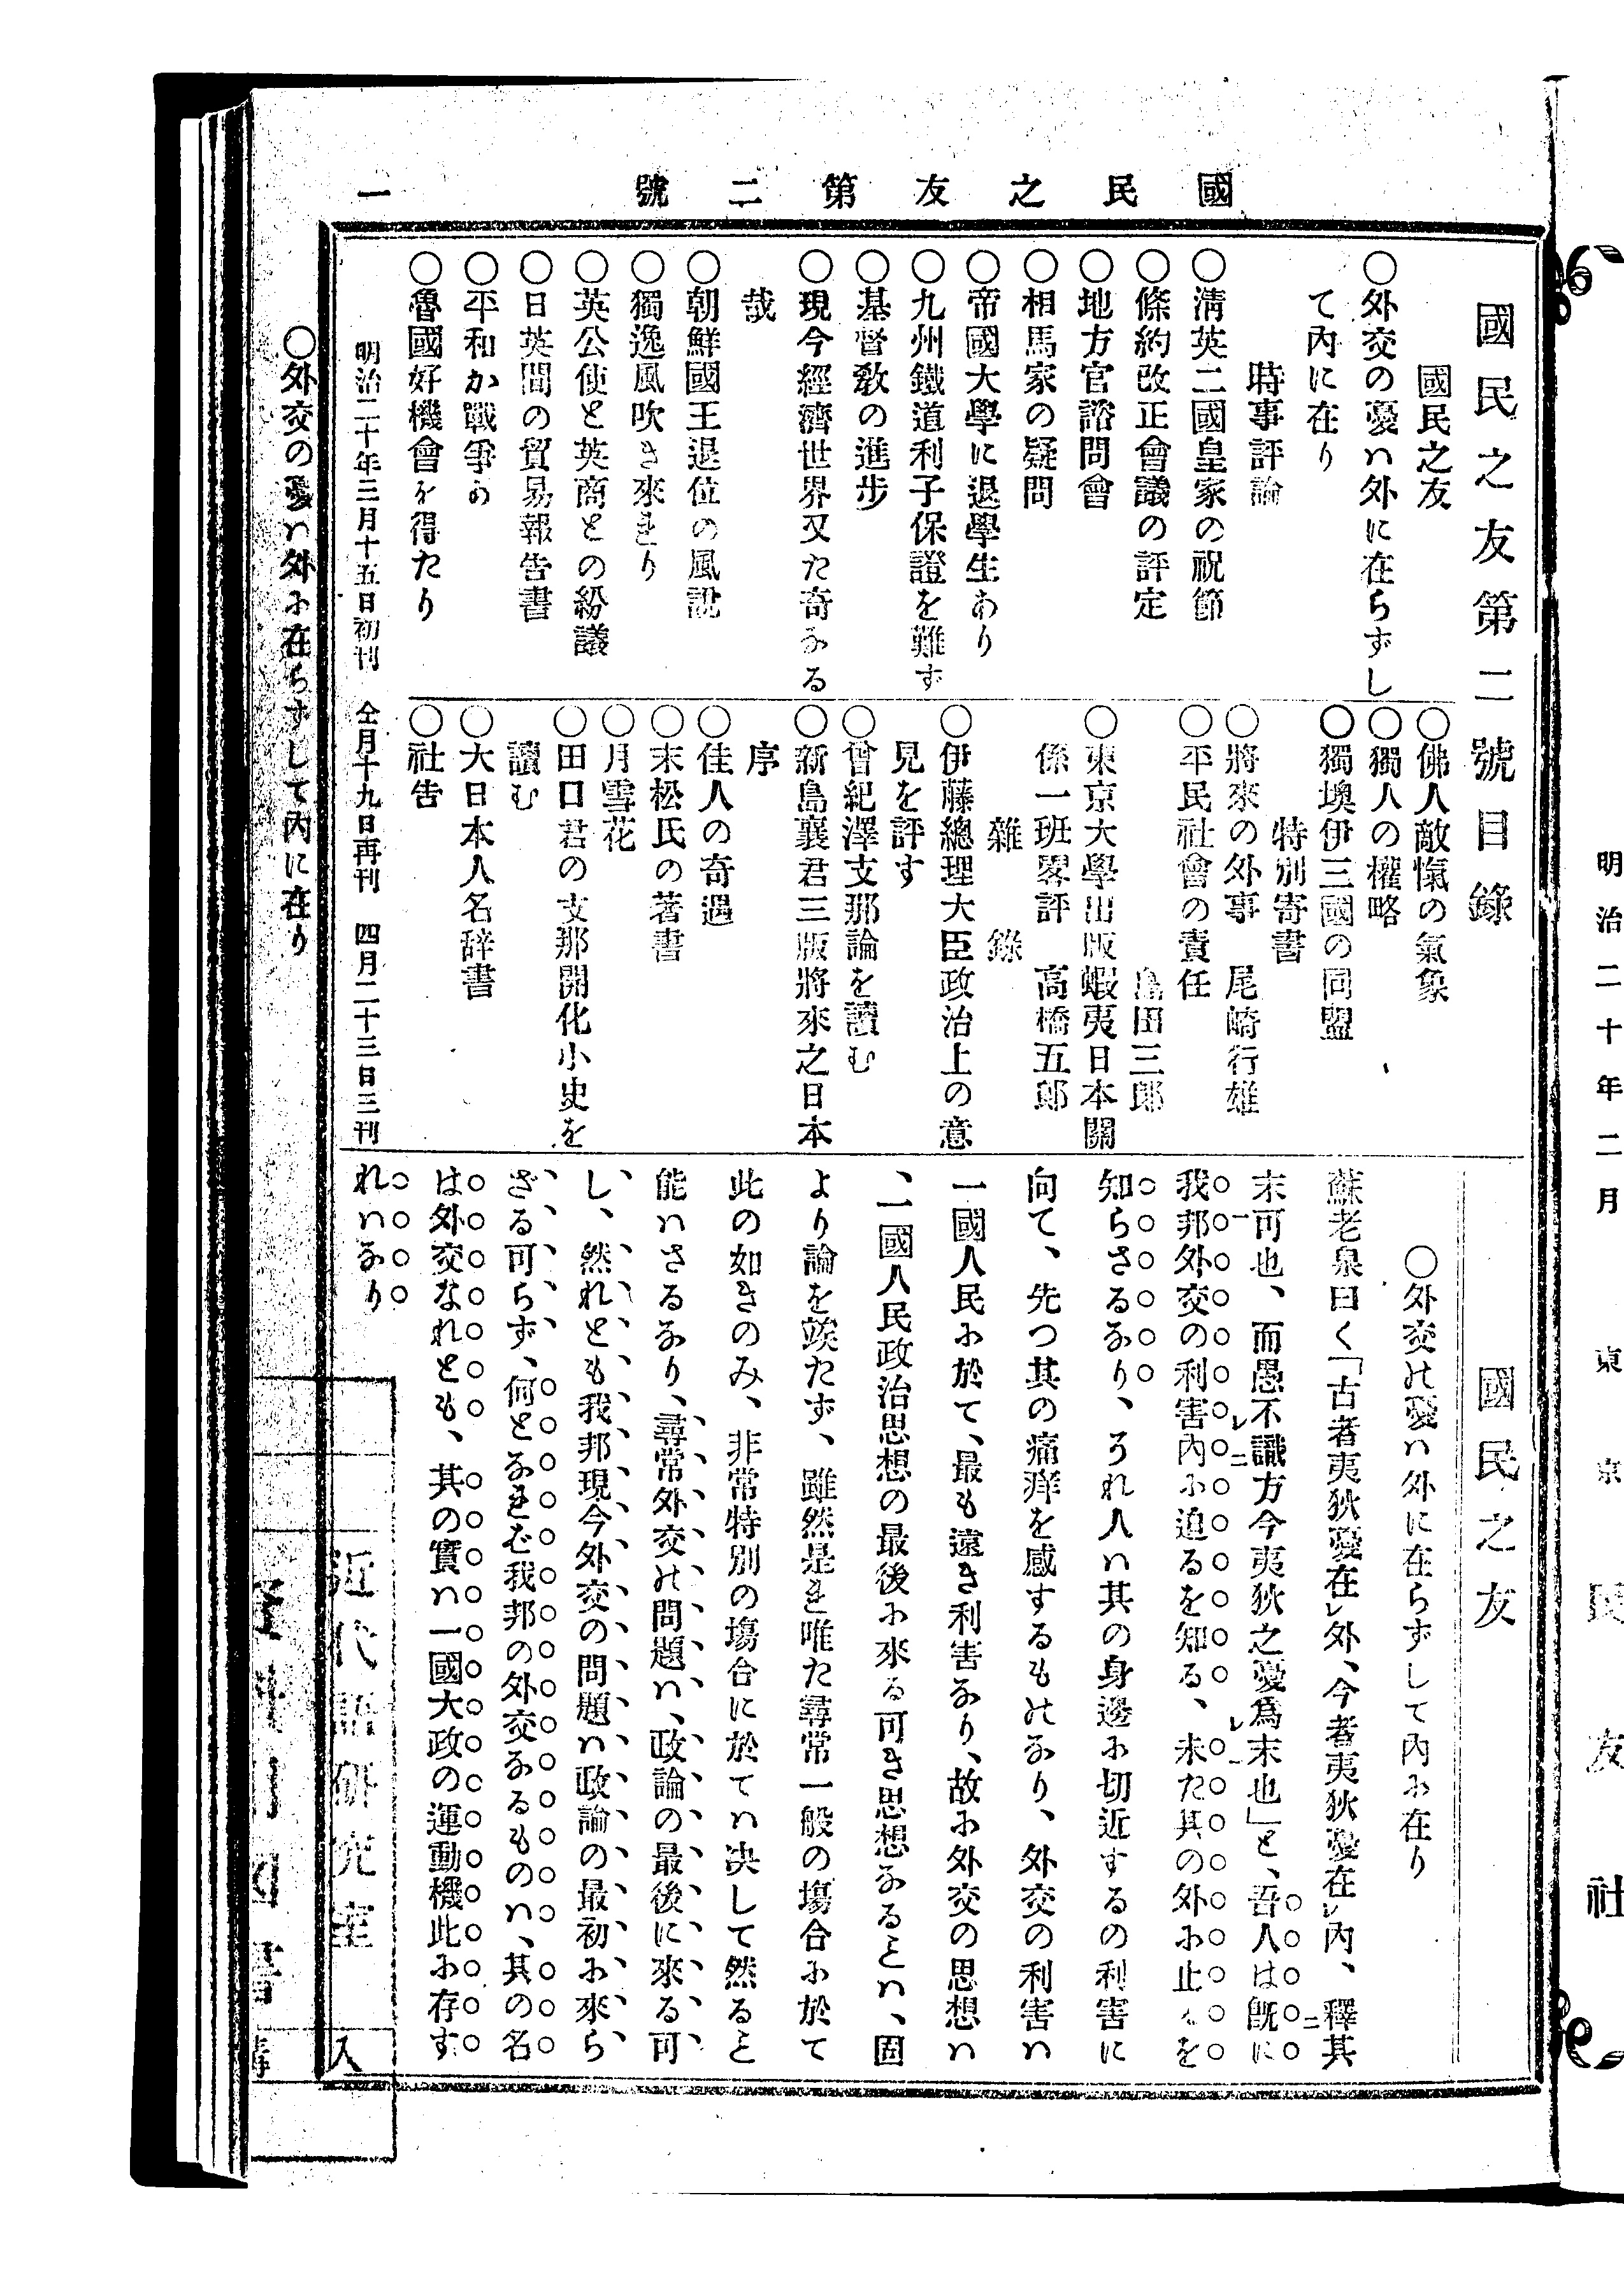 國民之友第二號
一
國民之友第二號目錄
國民之友
○外交の憂ハ外に在らずし
て內に在り
時事評論
○淸英二國皇家の祝節
○條約改正會議の評定
○地方官諮問會
○相馬家の疑問
○帝國大學に退學生あり
○九州鐵道利子保證を難ず
○基督敎の進步
○現今經濟世界又た奇なる
哉
○朝鮮國王退位の風說
○獨逸風吹き來れり
○英公使と英商との紛議
○日英間の貿易報告書
○平和か戰爭か
○魯國好機會を得たり
○佛人敵愾の氣象
○獨人の權略
○獨墺伊三國の同盟
特別寄書
○將來の外事　尾崎行雄
○平民社會の責任
島田三郞
○東京大學出版蝦夷日本關
係一班畧評　高橋五郞
雜錄
○伊藤總理大臣政治上の意
見を評す
○曾紀澤支那論を讀む
○新島襄君三版將來之日本
序
○佳人の奇遇
○末松氏の著書
○月雪花
○田口君の支那開化小史を
讀む
○大日本人名辞書
○社告
明治二十年三月十五日初刊　仝月十九日再刊　四月二十三日三刊
國民之友
○外交の憂ハ外に在らずして內に在り
蘇老泉曰く「古者夷狄憂在レ外、今者夷狄憂在レ內、釋其
末可也、而愚不識方今夷狄之憂爲末也」と、吾人は旣に
我邦外交の利害內に迫るを知る、未た其の外に止るを
知らさるなり、それ人ハ其の身邊に切近するの利害に
向て、先つ其の痛痒を感するものなり、外交の利害ハ
一國人民に於て、最も遠き利害なり、故に外交の思想ハ
、一國人民政治思想の最後に來る可き思想なるとハ、固
より論を竢たず、雖然是れ唯た尋常一般の塲合に於て
此の如きのみ、非常特別の塲合に於てハ决して然ると
能ハさるなり、尋常外交の問題ハ、政論の最後に來る可
し、然れとも我邦現今外交の問題ハ政論の最初に來ら
ざる可らず、何となれば我邦の外交なるものハ、其の名
は外交なれとも、其の實ハ一國大政の運動機此に存す
れハなり
○外交の憂ハ外に在らずして內に在り
近代語研究室
明治二十年二月
東京
民友社